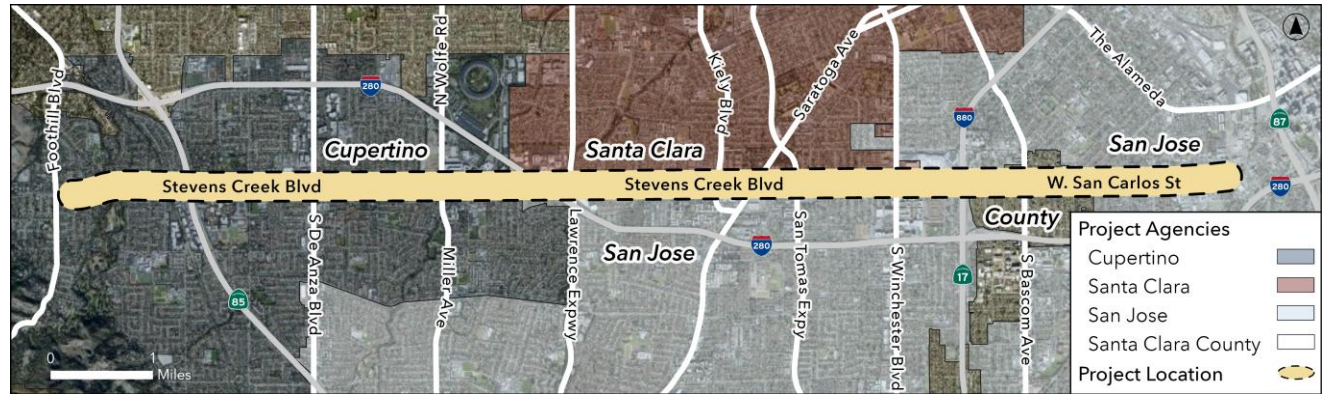 Foothill Blvd
280
N Wolfe Rd
Kiely Blvd
Saratoga Ave
The Alameda
880
87
Cupertino
Santa Clara
San Jose
Stevens Creek Blvd
Stevens Creek Blvd
W. San Carlos St
280
85
S De Anza Blvd
Miller Ave
Lawrence Expwy
San Jose
280
San Tomas Expy
S Winchester Blvd
17
S Bascom Ave
County
0 1
Miles
Project Agencies
Cupertino
Santa Clara
San Jose
Santa Clara County
Project Location